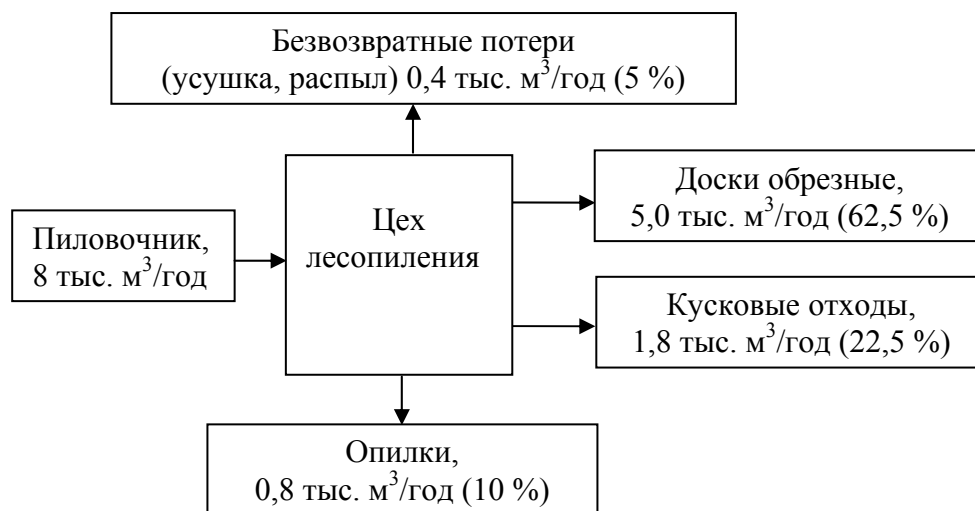 Безвозвратные потери
(усушка, распыл) 0,4 тыс. м³/год (5 %)
Доски обрезные,
5,0 тыс. м³/год (62,5 %)
Цех
лесопиления
Пиловочник,
8 тыс. м³/год
Кусковые отходы,
1,8 тыс. м³/год (22,5 %)
Опилки,
0,8 тыс. м³/год (10 %)